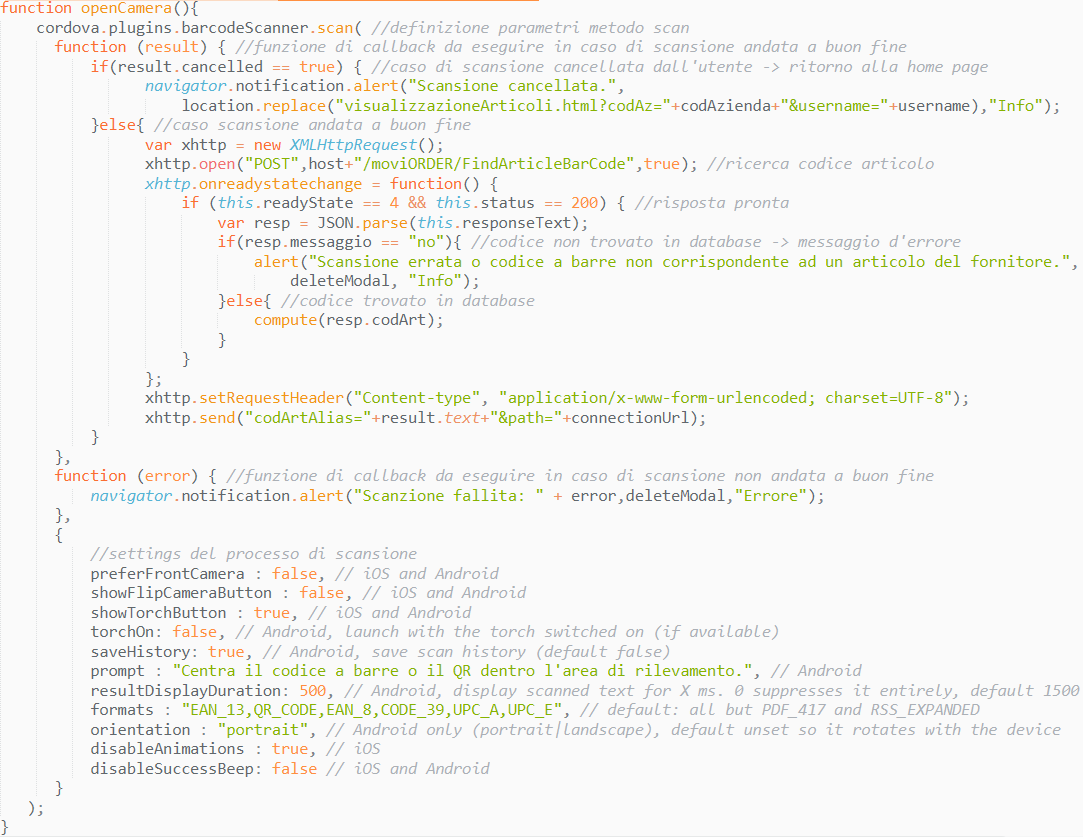 function openCamera(){
cordova.plugins.barcodeScanner.scan( //definizione parametri metodo scan
function (result) { //funzione di callback da eseguire in caso di scansione andata a buon fine
if(result.cancelled == true) { //caso di scansione cancellata dall'utente -> ritorno alla home page
navigator.notification.alert("Scansione cancellata.",
location.replace("visualizzazioneArticoli.html?codAz="+codAzienda+"&username="+username),"Info");
}else{ //caso scansione andata a buon fine
var xhttp = new XMLHttpRequest();
xhttp.open("POST",host+"/moviORDER/FindArticleBarCode",true); //ricerca codice articolo
xhttp.onreadystatechange = function() {
if (this.readyState == 4 && this.status == 200) { //risposta pronta
var resp = JSON.parse(this.responseText);
if(resp.messaggio == "no"){ //codice non trovato in database -> messaggio d'errore
alert("Scansione errata o codice a barre non corrispondente ad un articolo del fornitore.",
deleteModal, "Info");
}else{ //codice trovato in database
compute(resp.codArt);
}
}
};
xhttp.setRequestHeader("Content-type", "application/x-www-form-urlencoded; charset=UTF-8");
xhttp.send("codArtAlias="+result.text+"&path="+connectionUrl);
}
},
function (error) { //funzione di callback da eseguire in caso di scansione non andata a buon fine
navigator.notification.alert("Scanzione fallita: " + error,deleteModal,"Errore");
},
{
//settings del processo di scansione
preferFrontCamera : false, // iOS and Android
showFlipCameraButton : false, // iOS and Android
showTorchButton : true, // iOS and Android
torchOn: false, // Android, launch with the torch switched on (if available)
saveHistory: true, // Android, save scan history (default false)
prompt : "Centra il codice a barre o il QR dentro l'area di rilevamento.", // Android
resultDisplayDuration: 500, // Android, display scanned text for X ms. 0 suppresses it entirely, default 1500
formats : "EAN_13,QR_CODE,EAN_8,CODE_39,UPC_A,UPC_E", // default: all but PDF_417 and RSS_EXPANDED
orientation : "portrait", // Android only (portrait|landscape), default unset so it rotates with the device
disableAnimations : true, // iOS
disableSuccessBeep: false // iOS and Android
}
);
}